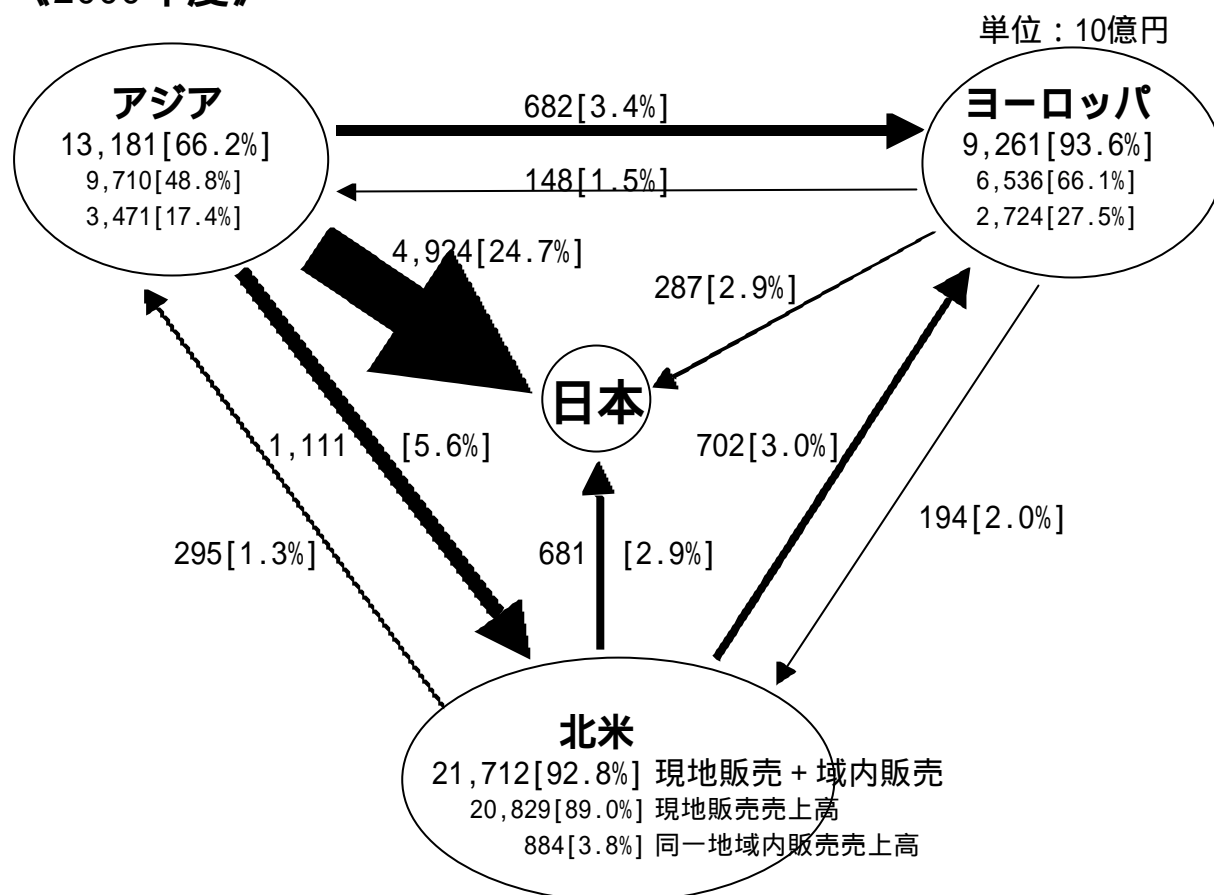 単位：10億円
アジア
13,181[66.2%]
9,710[48.8%]
3,471[17.4%]
682[3.4%]
148[1.5%]
ヨーロッパ
9,261[93.6%]
6,536[66.1%]
2,724[27.5%]
4,924[24.7%]
287[2.9%]
日本
1,111 [5.6%]
702[3.0%]
295[1.3%]
681 [2.9%]
194[2.0%]
北米
21,712[92.8%] 現地販売＋域内販売
20,829[89.0%] 現地販売売上高
884[3.8%] 同一地域内販売売上高